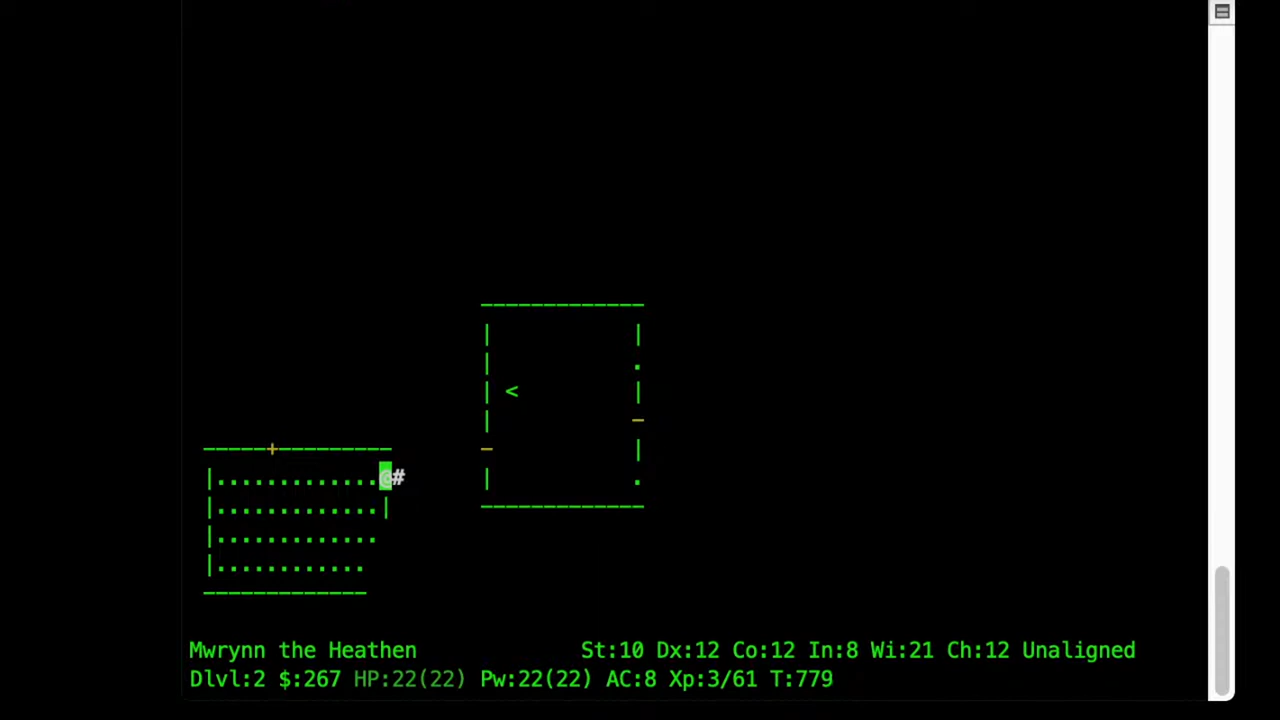 -------------
| |
| .
| < |
| -
-----+--------- - |
|.............@# | .
|.............| -------------
|.............
|............
-------------
Mwrynn the Heathen St:10 Dx:12 Co:12 In:8 Wi:21 Ch:12 Unaligned
Dlvl:2 $:267 HP:22(22) Pw:22(22) AC:8 Xp:3/61 T:779